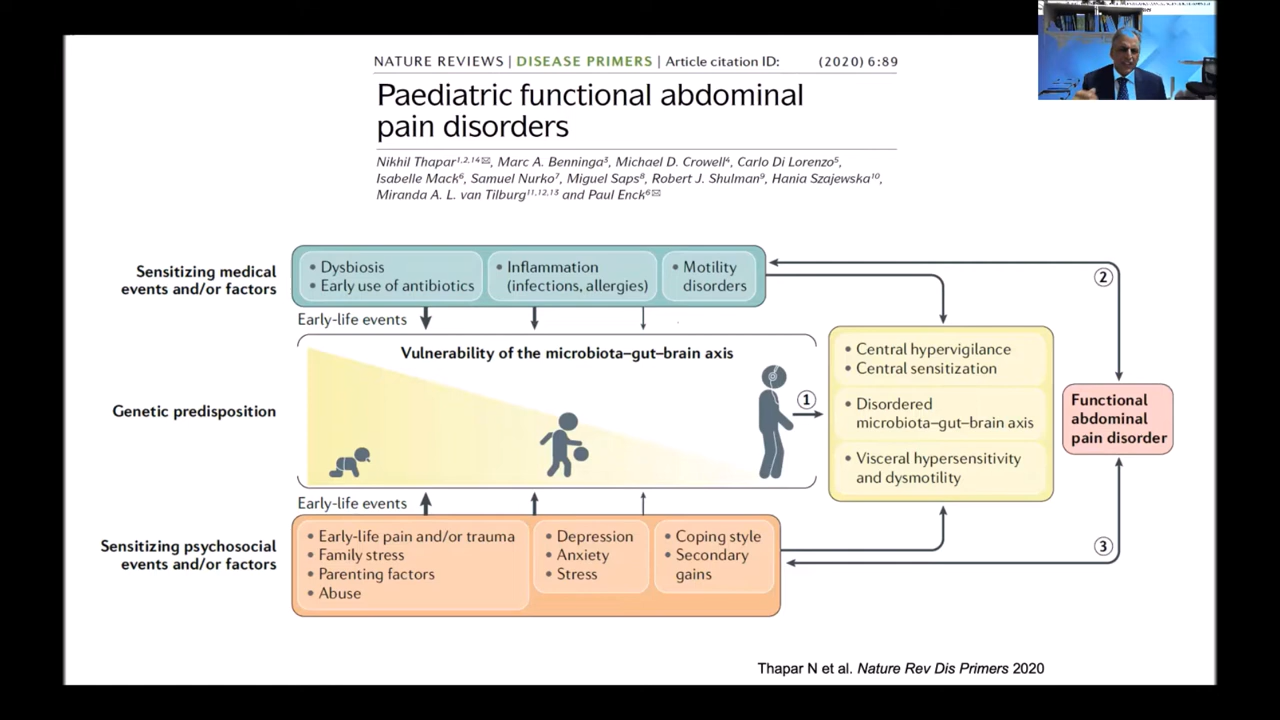 NATURE REVIEWS | DISEASE PRIMERS | Article citation ID: (2020) 6:89
Paediatric functional abdominal
pain disorders
Nikhil Thapar1,2,14✉, Marc A. Benninga3, Michael D. Crowell4, Carlo Di Lorenzo5,
Isabelle Mack6, Samuel Nurko7, Miguel Saps8, Robert J. Shulman9, Hania Szajewska10,
Miranda A. L. van Tilburg11,12,13 and Paul Enck6✉
Sensitizing medical
events and/or factors
• Dysbiosis
• Early use of antibiotics
• Inflammation
(infections, allergies)
• Motility
disorders
Early-life events
Vulnerability of the microbiota–gut–brain axis
Genetic predisposition
1
• Central hypervigilance
• Central sensitization
• Disordered
microbiota–gut–brain axis
• Visceral hypersensitivity
and dysmotility
2
Functional
abdominal
pain disorder
3
Early-life events
Sensitizing psychosocial
events and/or factors
• Early-life pain and/or trauma
• Family stress
• Parenting factors
• Abuse
• Depression
• Anxiety
• Stress
• Coping style
• Secondary
gains
Thapar N et al. Nature Rev Dis Primers 2020